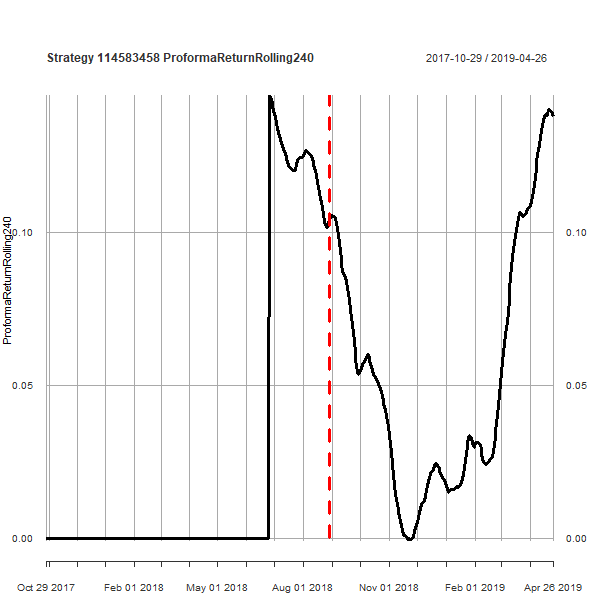 Strategy 114583458 ProformaReturnRolling240
2017-10-29 / 2019-04-26
ProformaReturnRolling240
0.10
0.10
0.05
0.05
0.00
0.00
Oct 29 2017
Feb 01 2018
May 01 2018
Aug 01 2018
Nov 01 2018
Feb 01 2019
Apr 26 2019